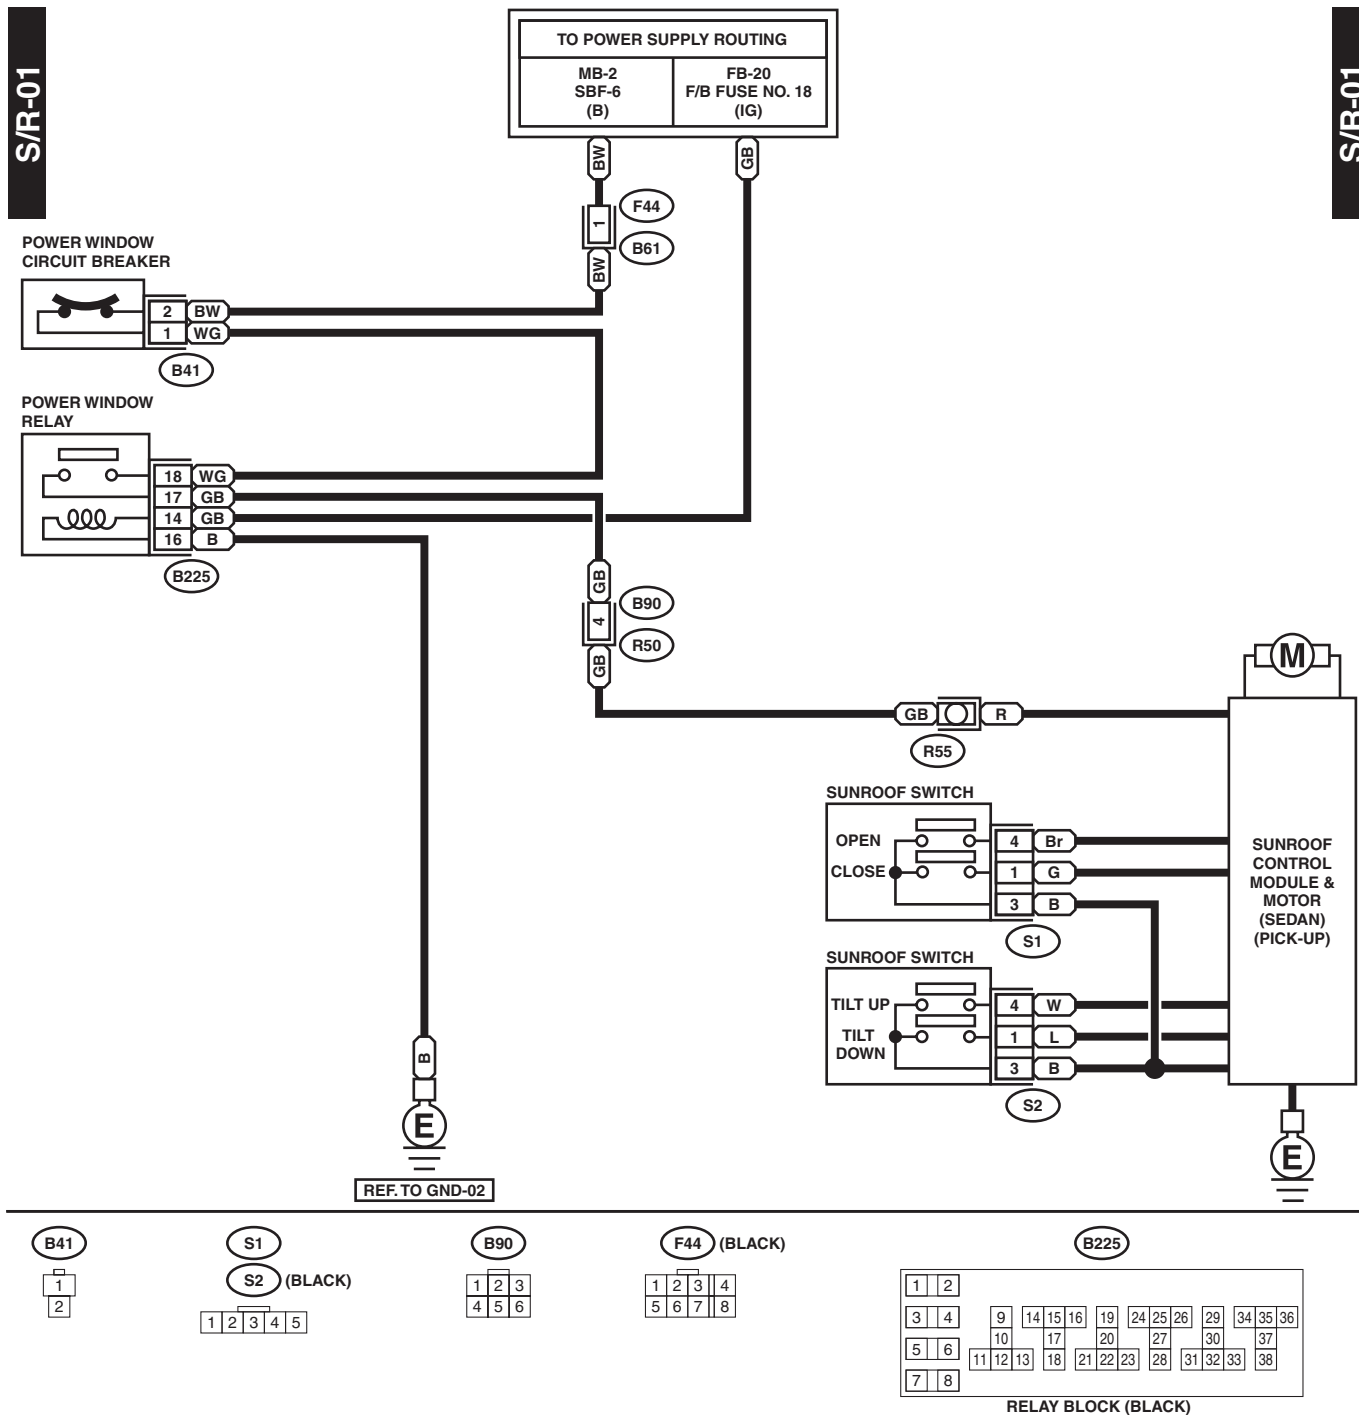 S/R-01
S/R-01
TO POWER SUPPLY ROUTING
MB-2
SBF-6
(B)
FB-20
F/B FUSE NO. 18
(IG)
BW
GB
1
F44
B61
BW
POWER WINDOW
CIRCUIT BREAKER
2 BW
1 WG
B41
POWER WINDOW
RELAY
18 WG
17 GB
14 GB
16 B
B225
GB
4
B90
R50
GB
M
GB R
R55
SUNROOF SWITCH
OPEN
CLOSE
4 Br
1 G
3 B
S1
SUNROOF SWITCH
TILT UP
TILT
DOWN
4 W
1 L
3 B
S2
SUNROOF
CONTROL
MODULE &
MOTOR
(SEDAN)
(PICK-UP)
B
E
REF. TO GND-02
E
B41
1
2
S1
S2 (BLACK)
1 2 3 4 5
B90
1 2 3
4 5 6
F44 (BLACK)
1 2 3 4
5 6 7 8
B225
1 2
3 4 9 14 15 16 19 24 25 26 29 34 35 36
10 17 20 27 30 37
5 6 11 12 13 18 21 22 23 28 31 32 33 38
7 8
RELAY BLOCK (BLACK)